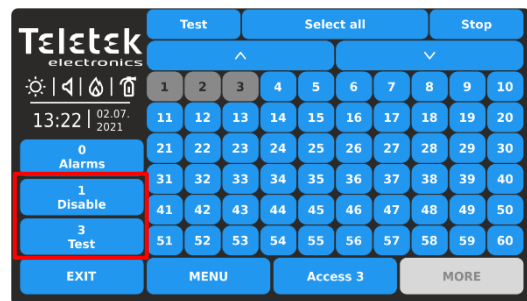 Teletek
electronics
Test Select all Stop
1 2 3 4 5 6 7 8 9 10
13:22 02.07.
2021
11 12 13 14 15 16 17 18 19 20
0
Alarms
21 22 23 24 25 26 27 28 29 30
31 32 33 34 35 36 37 38 39 40
1
Disable
41 42 43 44 45 46 47 48 49 50
3
Test
51 52 53 54 55 56 57 58 59 60
EXIT MENU Access 3 MORE